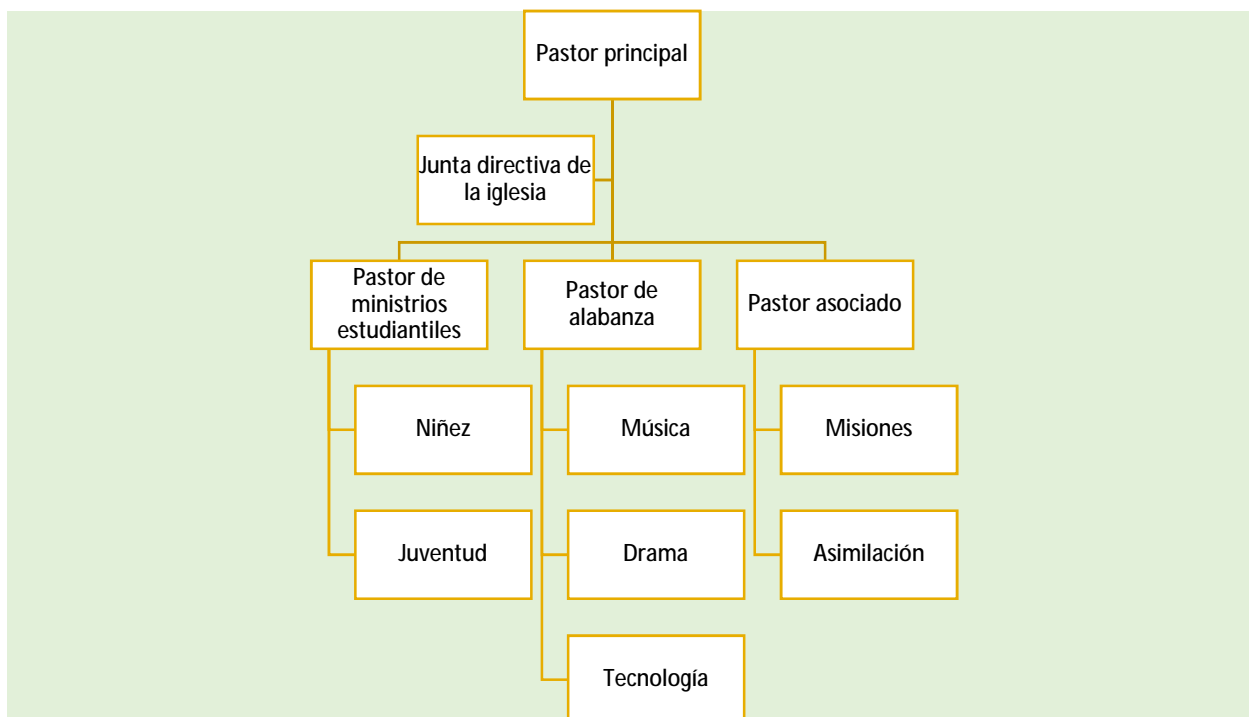 Pastor principal
Junta directiva de
la iglesia
Pastor de
ministrios
estudiantiles
Pastor de
alabanza
Pastor asociado
Niñez
Música
Misiones
Juventud
Drama
Asimilación
Tecnología